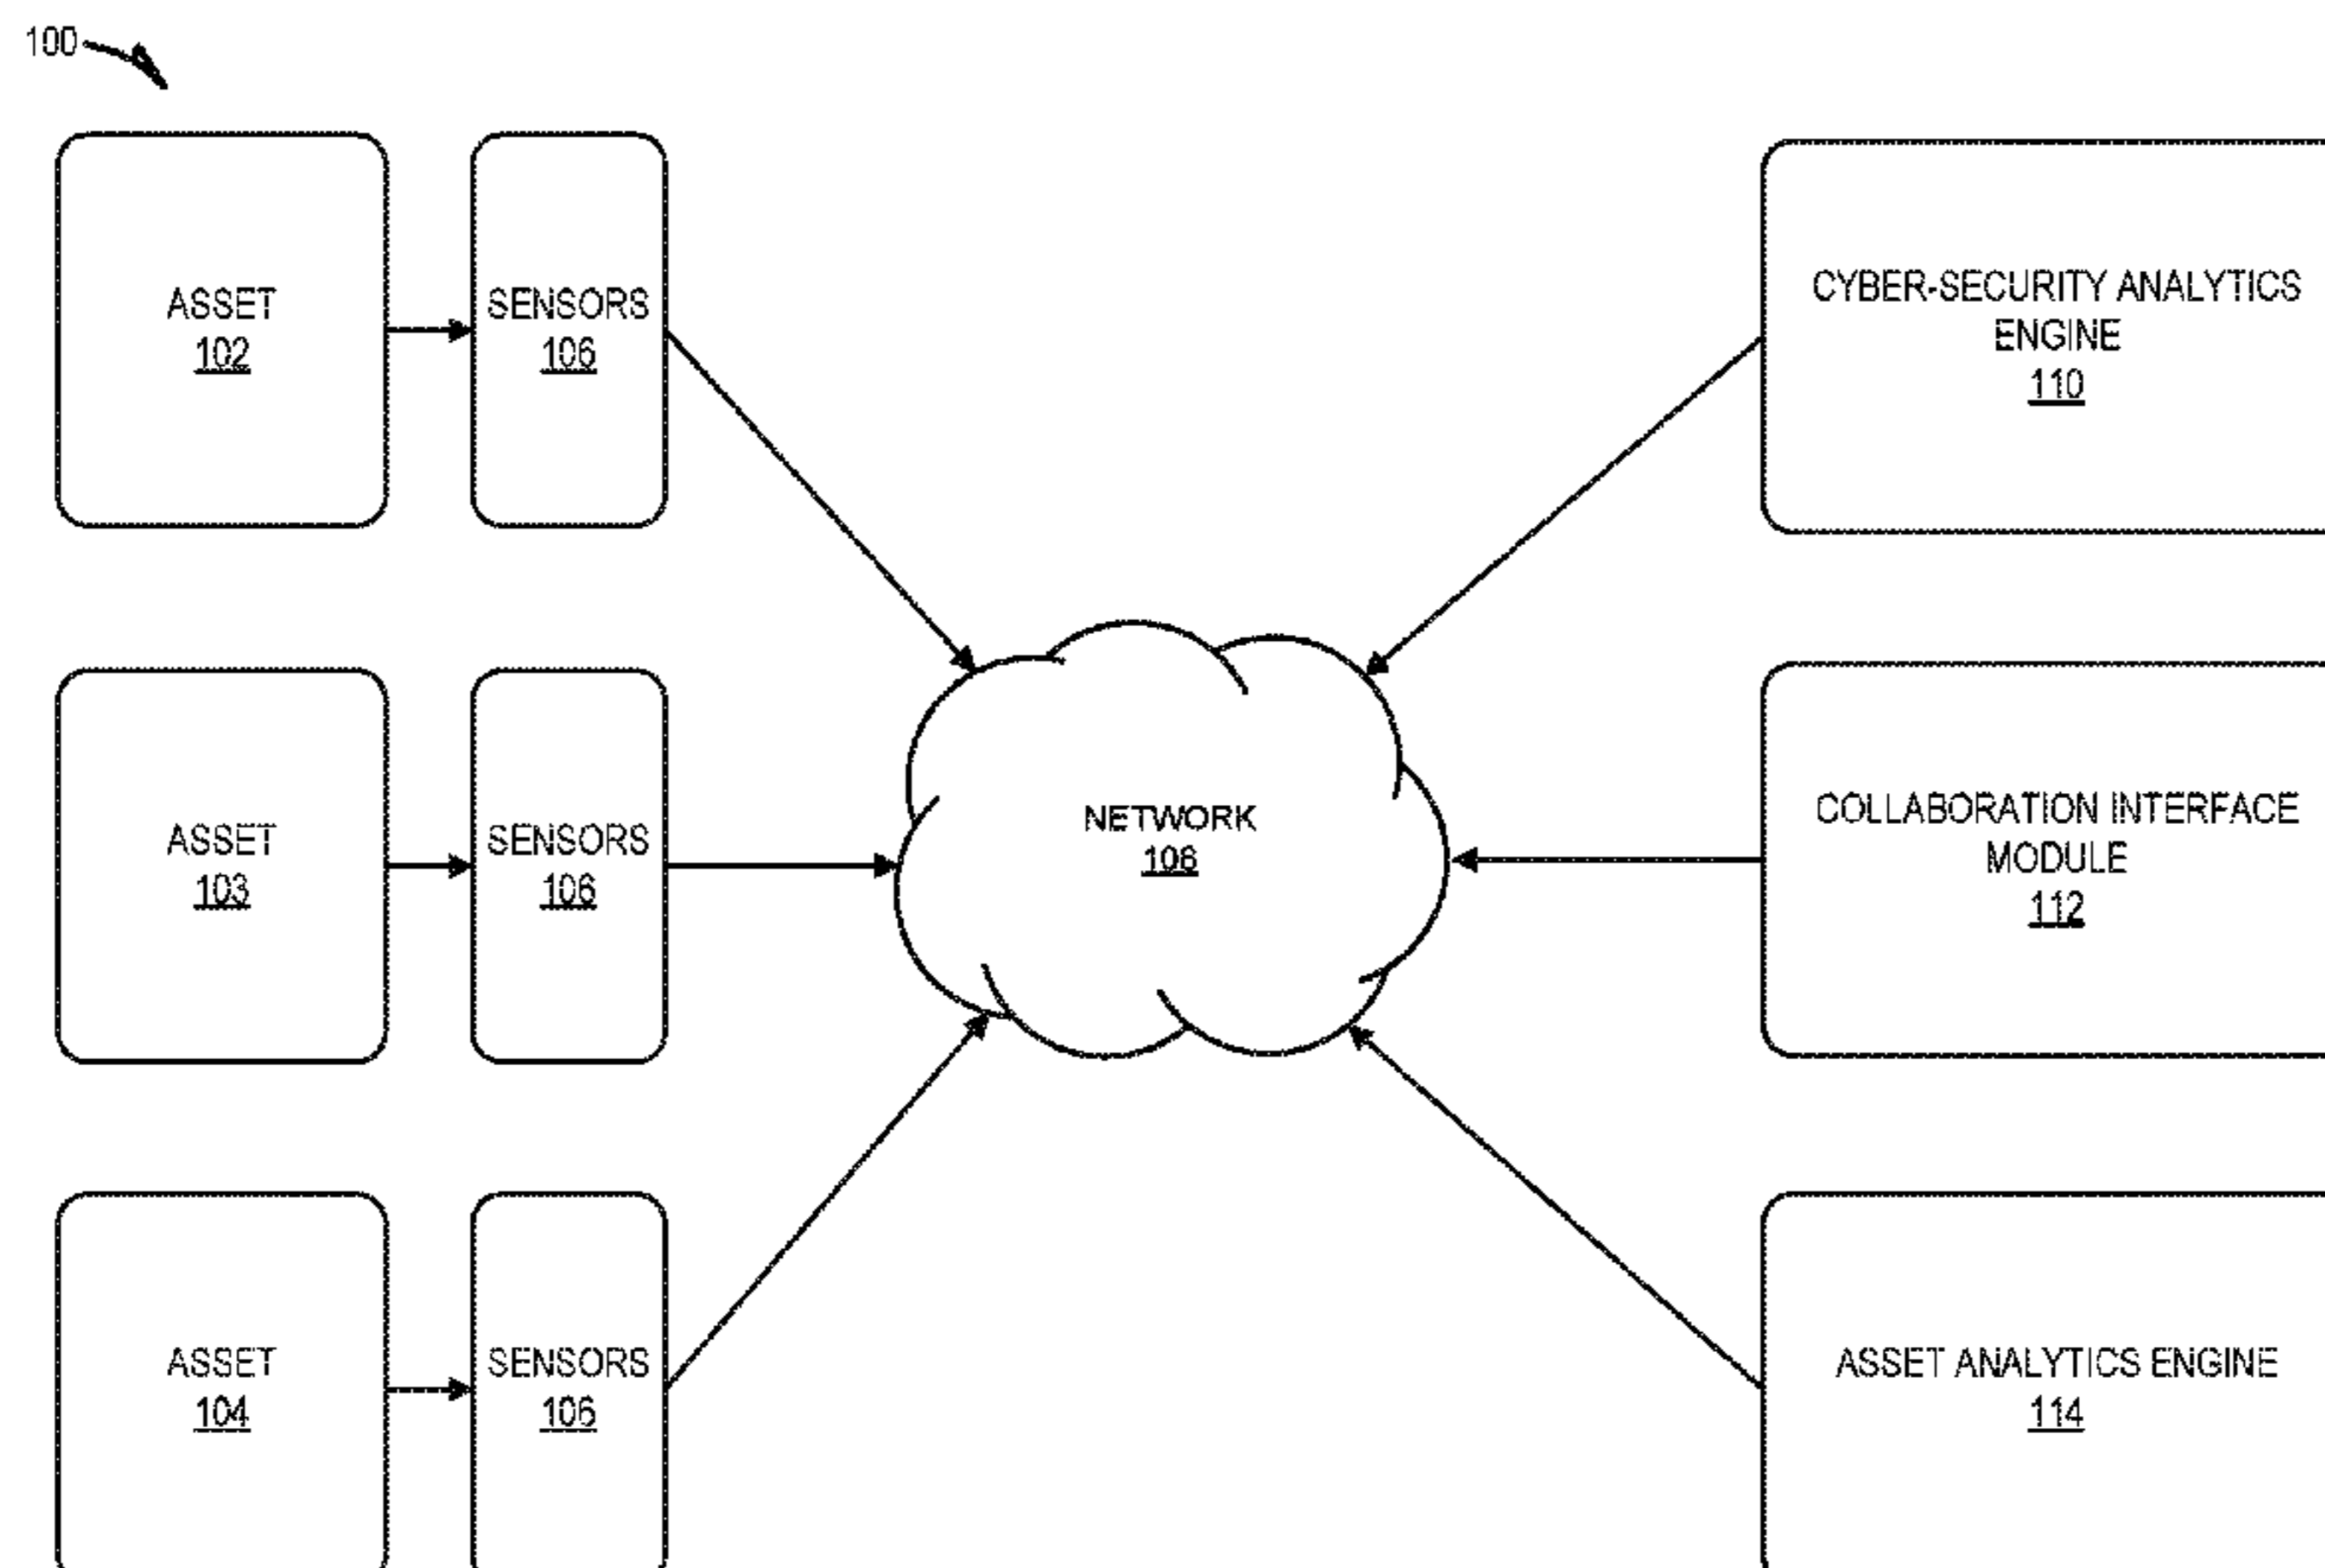 100
ASSET
102
SENSORS
106
CYBER-SECURITY ANALYTICS
ENGINE
110
ASSET
103
SENSORS
106
NETWORK
106
COLLABORATION INTERFACE
MODULE
112
ASSET
104
SENSORS
106
ASSET ANALYTICS ENGINE
114